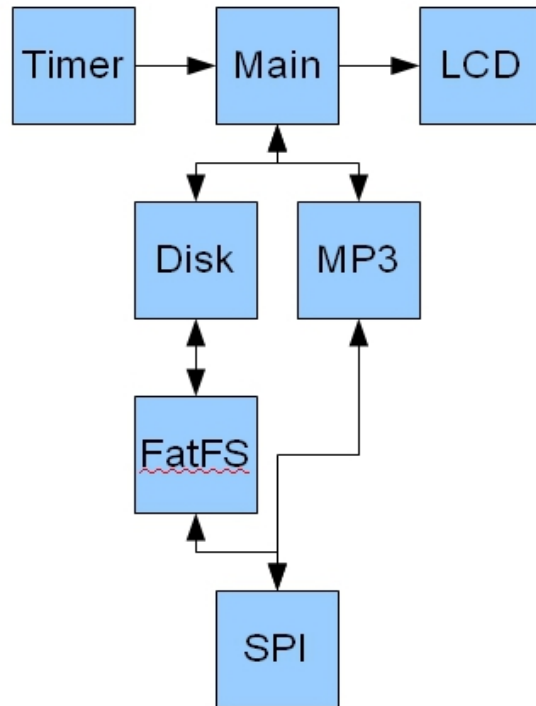 Timer
Main
LCD
Disk
MP3
FatFS
SPI